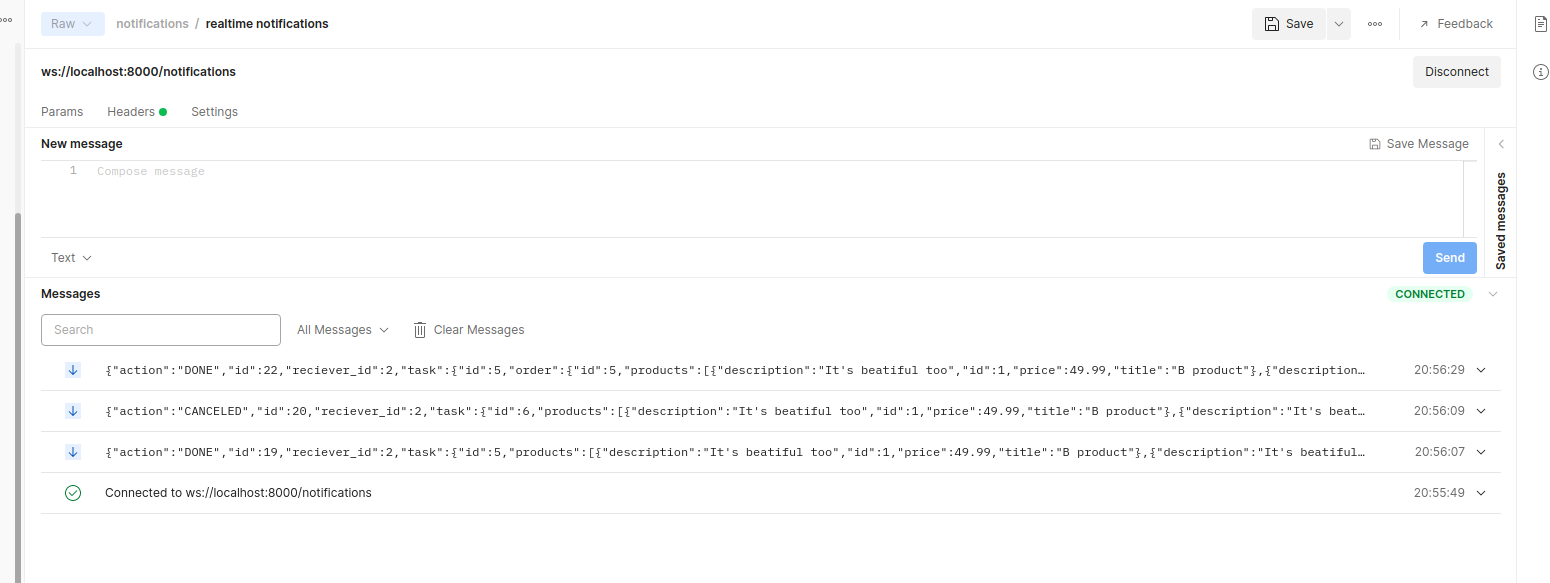 Raw notifications / realtime notifications Save Feedback
ws://localhost:8000/notifications Disconnect
Params Headers Settings
New message Save Message
1 Compose message
Saved messages
Text Send
Messages CONNECTED
Search All Messages Clear Messages
{"action":"DONE","id":22,"reciever_id":2,"task":{"id":5,"order":{"id":5,"products":[{"description":"It's beatiful too","id":1,"price":49.99,"title":"B product"},{"description… 20:56:29
{"action":"CANCELED","id":20,"reciever_id":2,"task":{"id":6,"products":[{"description":"It's beatiful too","id":1,"price":49.99,"title":"B product"},{"description":"It's beat… 20:56:09
{"action":"DONE","id":19,"reciever_id":2,"task":{"id":5,"products":[{"description":"It's beatiful too","id":1,"price":49.99,"title":"B product"},{"description":"It's beatiful… 20:56:07
Connected to ws://localhost:8000/notifications 20:55:49